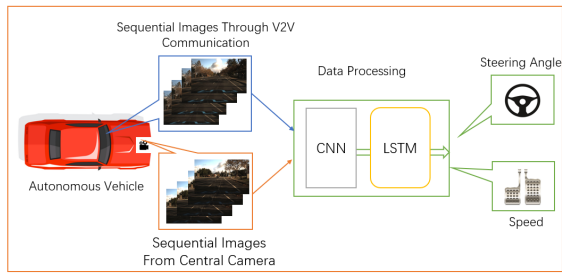 Sequential Images Through V2V
Communication
Steering Angle
Data Processing
CNN
LSTM
Autonomous Vehicle
Speed
Sequential Images
From Central Camera